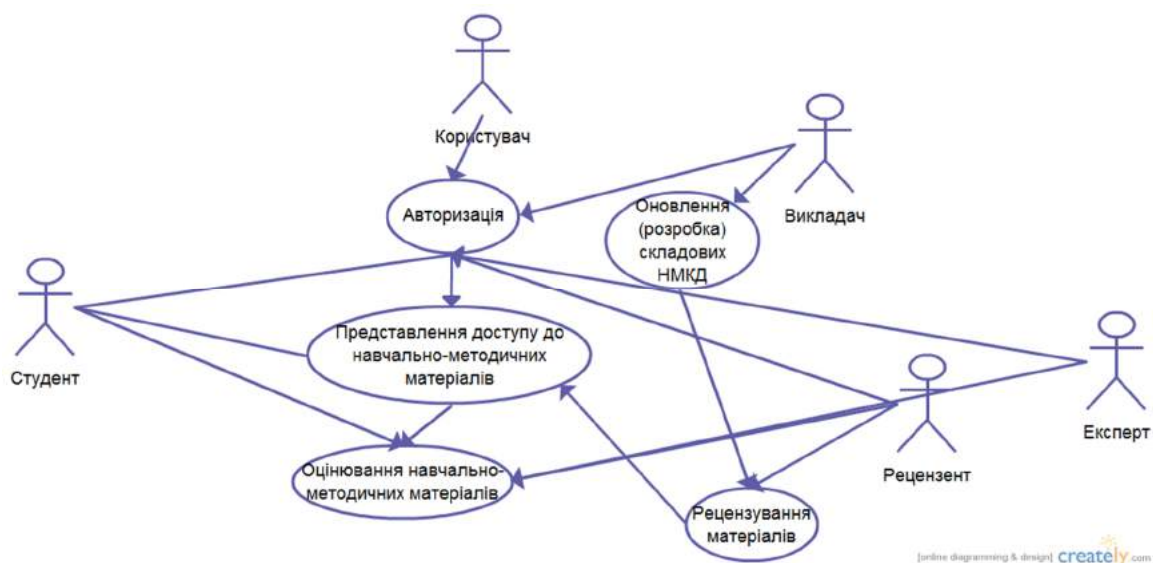 Користувач
Авторизація
Оновлення
(розробка)
складових
НМКД
Викладач
Студент
Представлення доступу до
навчально-методичних
матеріалів
Експерт
Рецензент
Оцінювання навчально-
методичних матеріалів
Рецензування
матеріалів
[online diagramming & design] creately.com